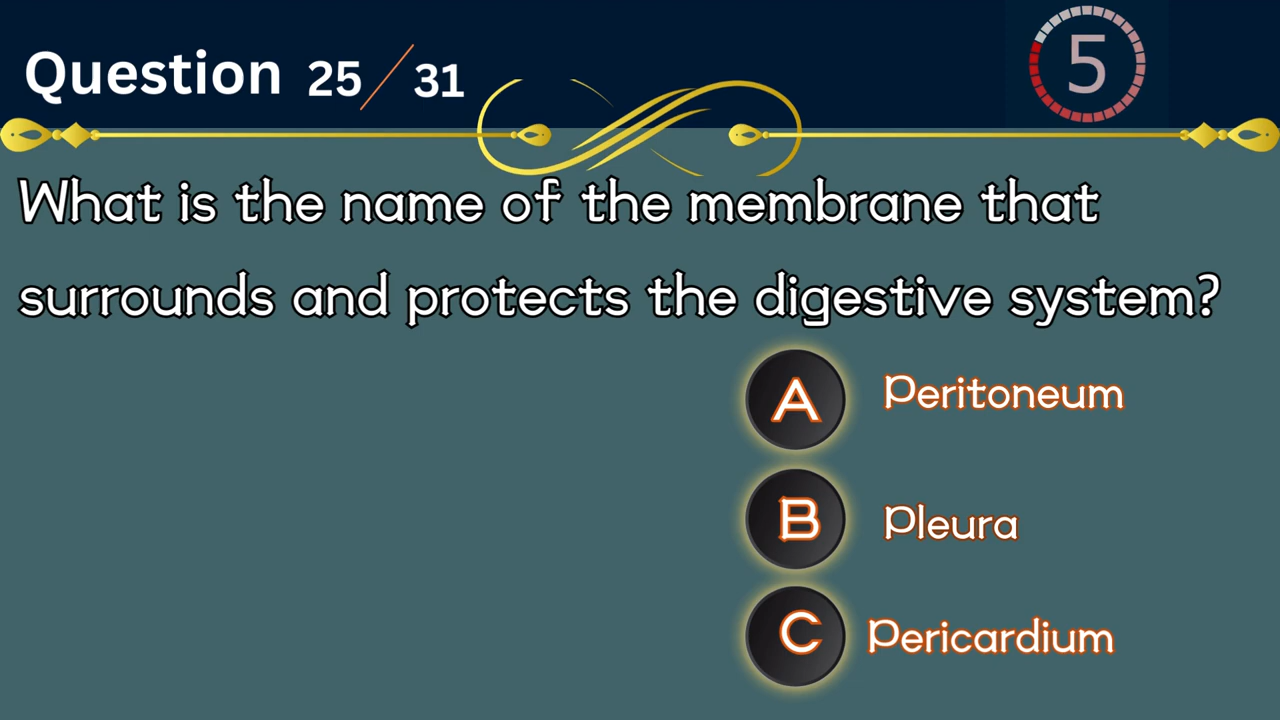 Question 25/31
5
What is the name of the membrane that
surrounds and protects the digestive system?
A Peritoneum
B Pleura
C Pericardium